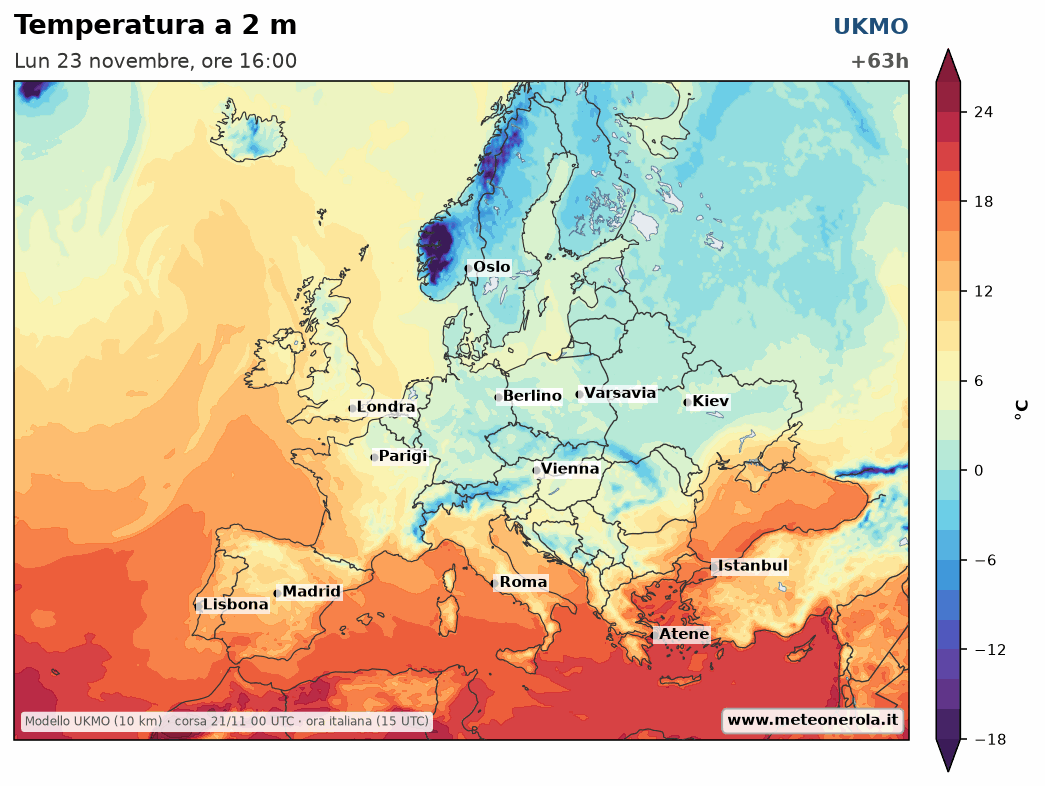 Temperatura a 2 m
UKMO
Lun 23 novembre, ore 16:00
+63h
24
18
12
6
0
−6
−12
−18
°C
Oslo
Berlino
Varsavia
Kiev
Londra
Parigi
Vienna
Istanbul
Roma
Madrid
Lisbona
Atene
Modello UKMO (10 km) · corsa 21/11 00 UTC · ora italiana (15 UTC)
www.meteonerola.it